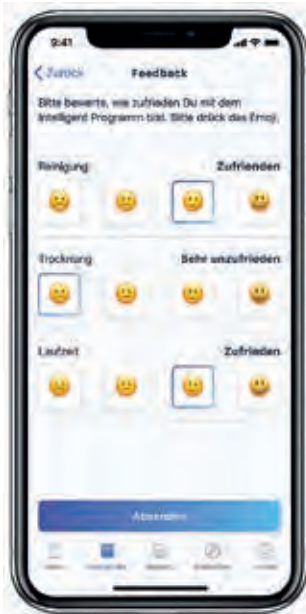 9:41
Zurück Feedback
Bitte bewerte, wie zufrieden Du mit dem
Intelligent Programm bist. Bitte drück das Emoji.
Reinigung Zufrienden
Trocknung Sehr unzufrieden
Laufzeit Zufrieden
Absenden